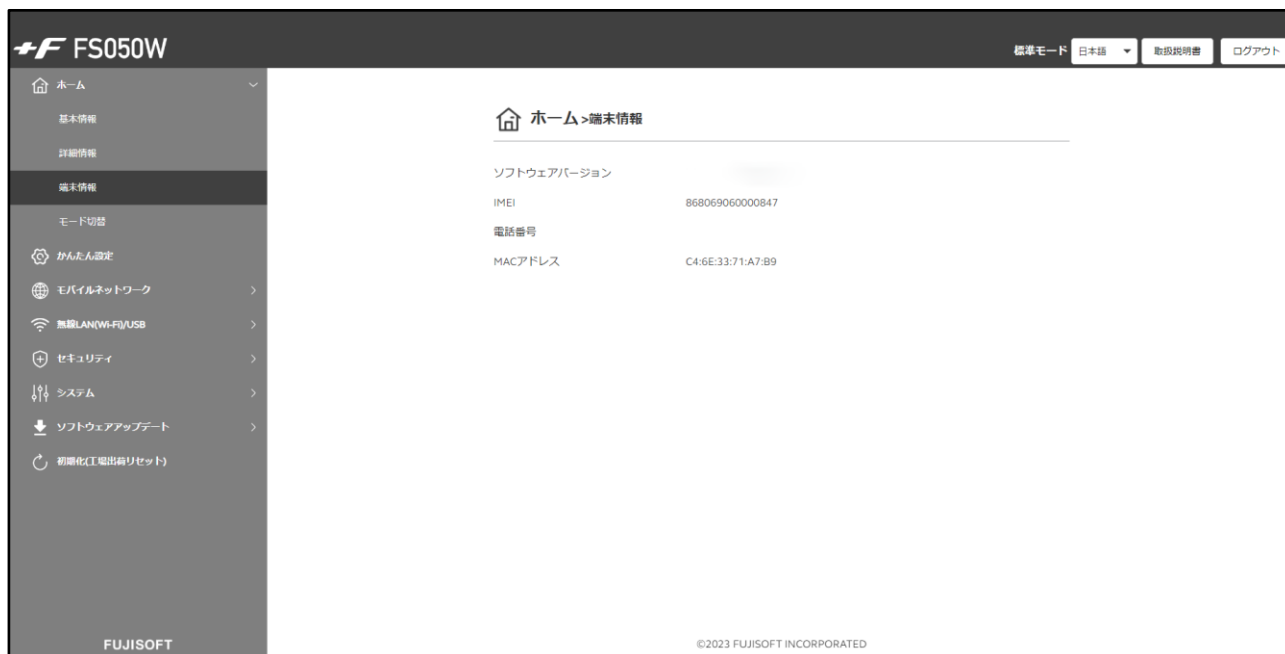 +F FS050W
標準モード 日本語 取扱説明書 ログアウト
ホーム
基本情報
詳細情報
端末情報
モード切替
かんたん設定
モバイルネットワーク
無線LAN(Wi-Fi)/USB
セキュリティ
システム
ソフトウェアアップデート
初期化(工場出荷リセット)
FUJISOFT
ホーム>端末情報
ソフトウェアバージョン
IMEI 868069060000847
電話番号
MACアドレス C4:6E:33:71:A7:B9
©2023 FUJISOFT INCORPORATED